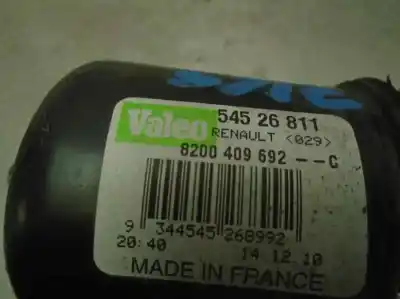 Valeo 545 26 811
RENAULT <029>
8200 409 692 --C
9 344545 268992
20:40 14.12.10
MADE IN FRANCE